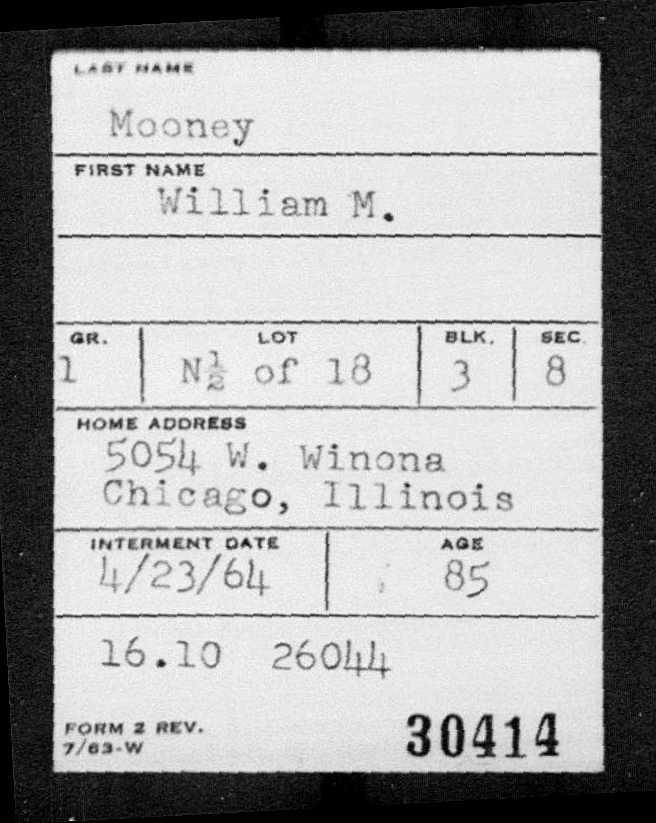 LAST NAME
Mooney
FIRST NAME
William M.
GR. LOT BLK. SEC.
1 N½ of 18 3 8
HOME ADDRESS
5054 W. Winona
Chicago, Illinois
INTERMENT DATE AGE
4/23/64 85
16.10 26044
FORM 2 REV.
7/63-W
30414